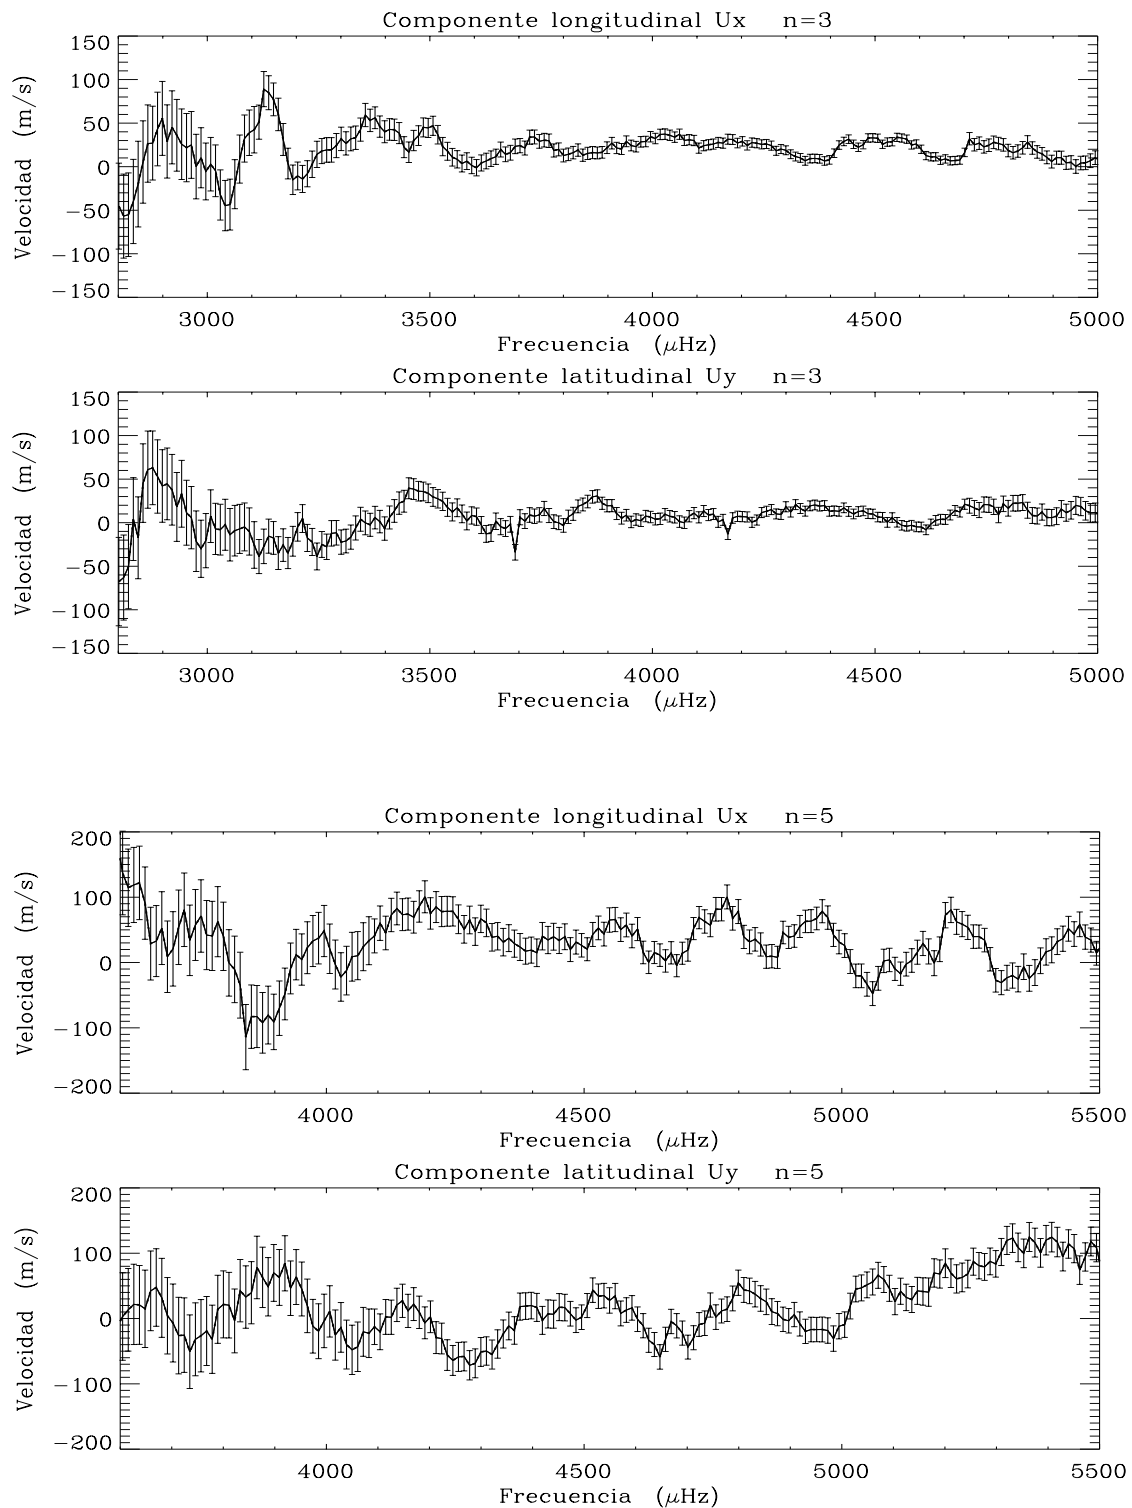 Componente longitudinal Ux n=3
Velocidad (m/s)
150
100
50
0
−50
−100
−150
3000 3500 4000 4500 5000
Frecuencia (μHz)
Componente latitudinal Uy n=3
Velocidad (m/s)
150
100
50
0
−50
−100
−150
3000 3500 4000 4500 5000
Frecuencia (μHz)
Componente longitudinal Ux n=5
Velocidad (m/s)
200
100
0
−100
−200
4000 4500 5000 5500
Frecuencia (μHz)
Componente latitudinal Uy n=5
Velocidad (m/s)
200
100
0
−100
−200
4000 4500 5000 5500
Frecuencia (μHz)